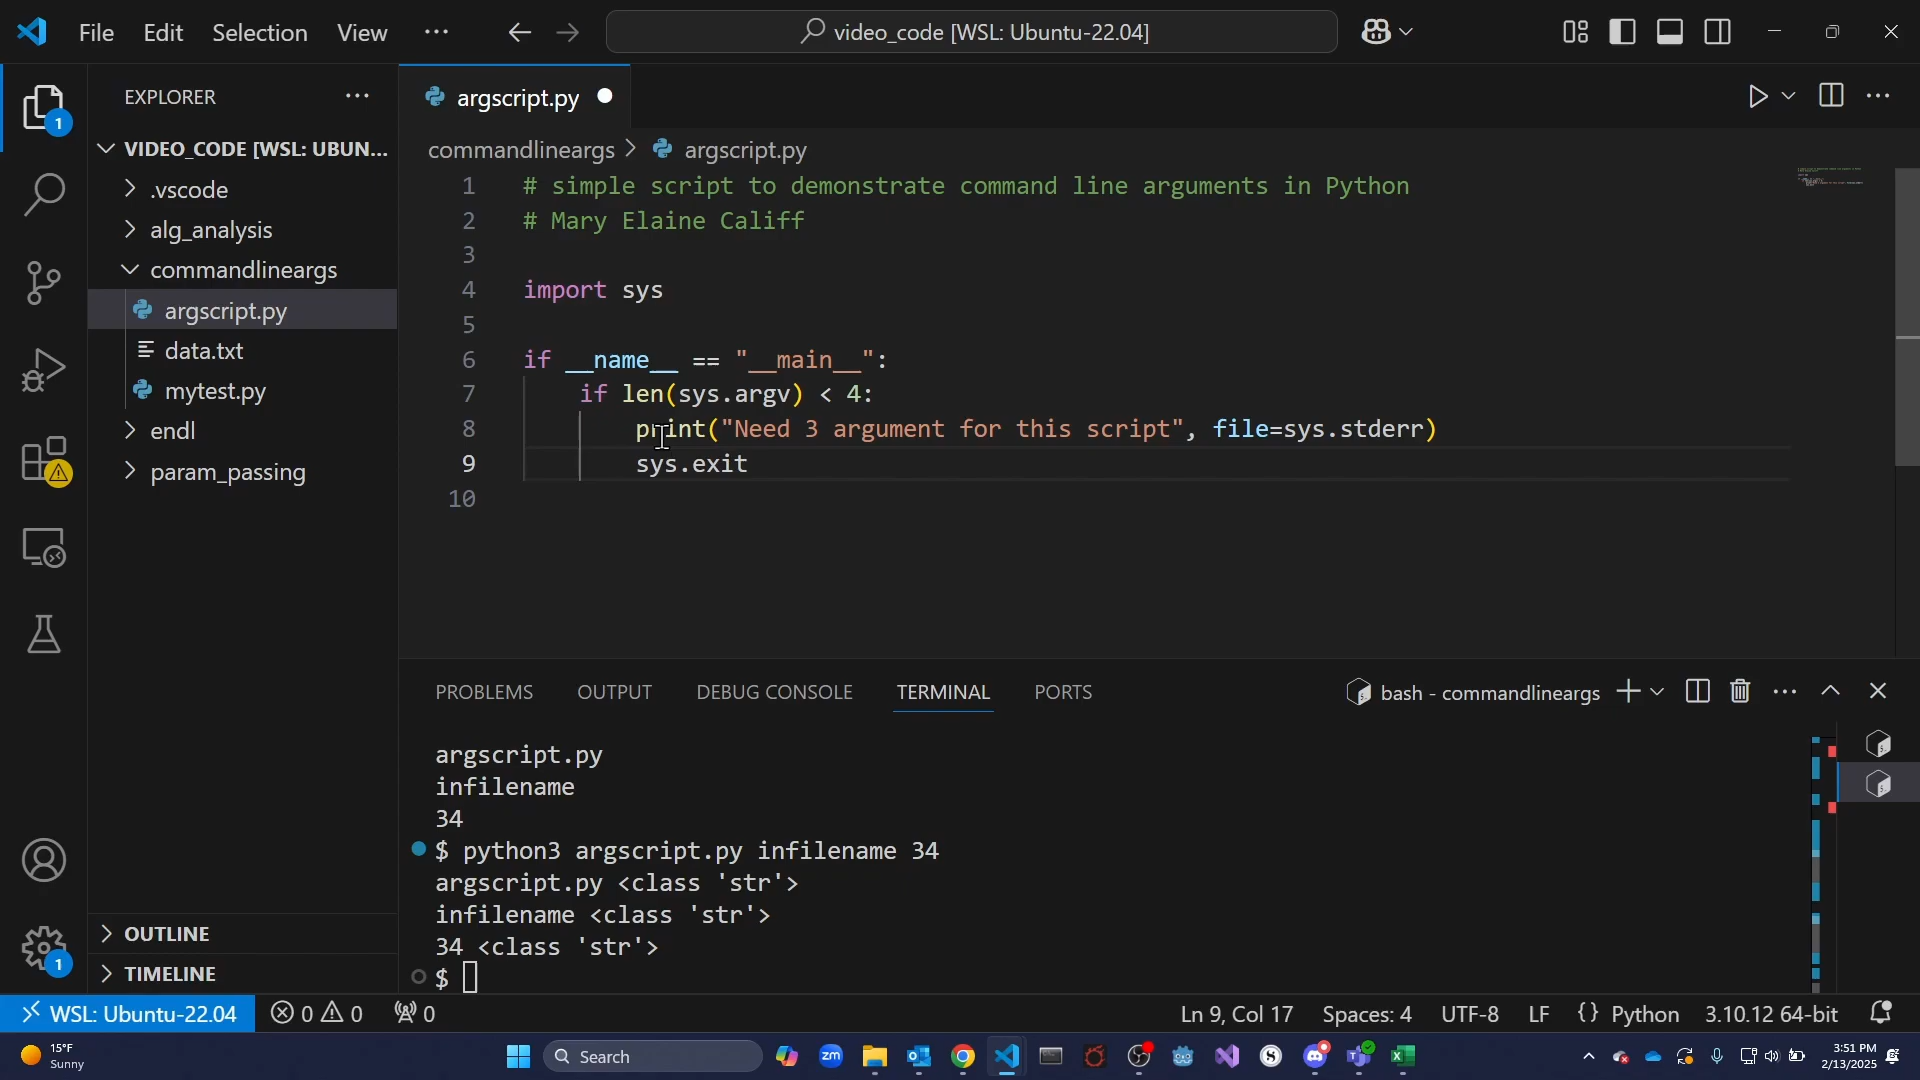 File Edit Selection View ···
video_code [WSL: Ubuntu-22.04]
EXPLORER ···
1
VIDEO_CODE [WSL: UBUN...
.vscode
alg_analysis
commandlineargs
argscript.py
data.txt
mytest.py
endl
param_passing
OUTLINE
TIMELINE
1
argscript.py
commandlineargs > argscript.py
1 # simple script to demonstrate command line arguments in Python
2 # Mary Elaine Califf
3
4 import sys
5
6 if __name__ == "__main__":
7 if len(sys.argv) < 4:
8 print("Need 3 argument for this script", file=sys.stderr)
9 sys.exit
10
PROBLEMS OUTPUT DEBUG CONSOLE TERMINAL PORTS
bash - commandlineargs
argscript.py
infilename
34
$ python3 argscript.py infilename 34
argscript.py <class 'str'>
infilename <class 'str'>
34 <class 'str'>
$
WSL: Ubuntu-22.04 0 0 0 Ln 9, Col 17 Spaces: 4 UTF-8 LF {} Python 3.10.12 64-bit
15°F
Sunny
Search
zm
3:51 PM
2/13/2025